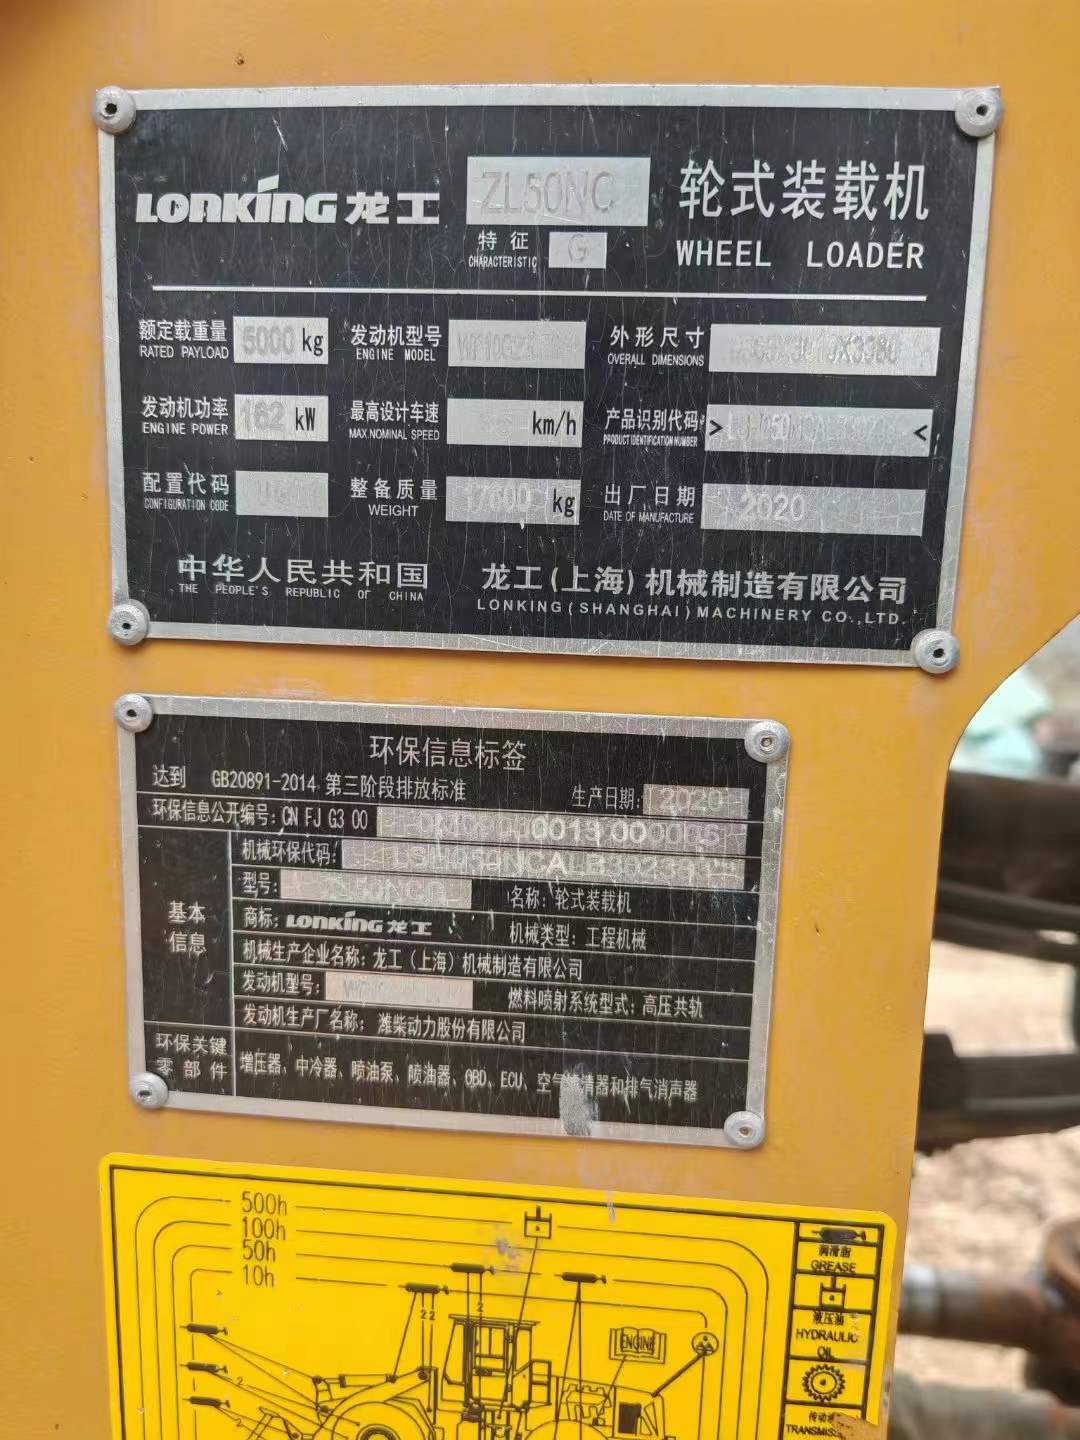 LONKING 龙工 ZL50NC 轮式装载机
特征 G
CHARACTERISTIC
WHEEL LOADER
额定载重量 5000 kg 发动机型号 外形尺寸
RATED PAYLOAD ENGINE MODEL OVERALL DIMENSIONS
发动机功率 162 kW 最高设计车速 km/h 产品识别代码 > <
ENGINE POWER MAX.NOMINAL SPEED PRODUCT IDENTIFICATION NUMBER
配置代码 整备质量 17600 kg 出厂日期 2020
CONFIGURATION CODE WEIGHT DATE OF MANUFACTURE
中华人民共和国 龙工(上海)机械制造有限公司
THE PEOPLE'S REPUBLIC OF CHINA LONKING(SHANGHAI)MACHINERY CO.,LTD.
环保信息标签
达到 GB20891-2014 第三阶段排放标准 生产日期: 2020
环保信息公开编号: CN FJ G3 00
机械环保代码:
型号: 名称: 轮式装载机
基本信息
商标: LONKING 龙工 机械类型: 工程机械
机械生产企业名称: 龙工(上海)机械制造有限公司
发动机型号: 燃料喷射系统型式: 高压共轨
发动机生产厂名称: 潍柴动力股份有限公司
环保关键零部件
增压器、中冷器、喷油泵、喷油器、OBD、ECU、空气滤清器和排气消声器
500h
100h
50h
10h
润滑脂
GREASE
液压油
HYDRAULIC
OIL
ENGINE
2 2
2
2
2